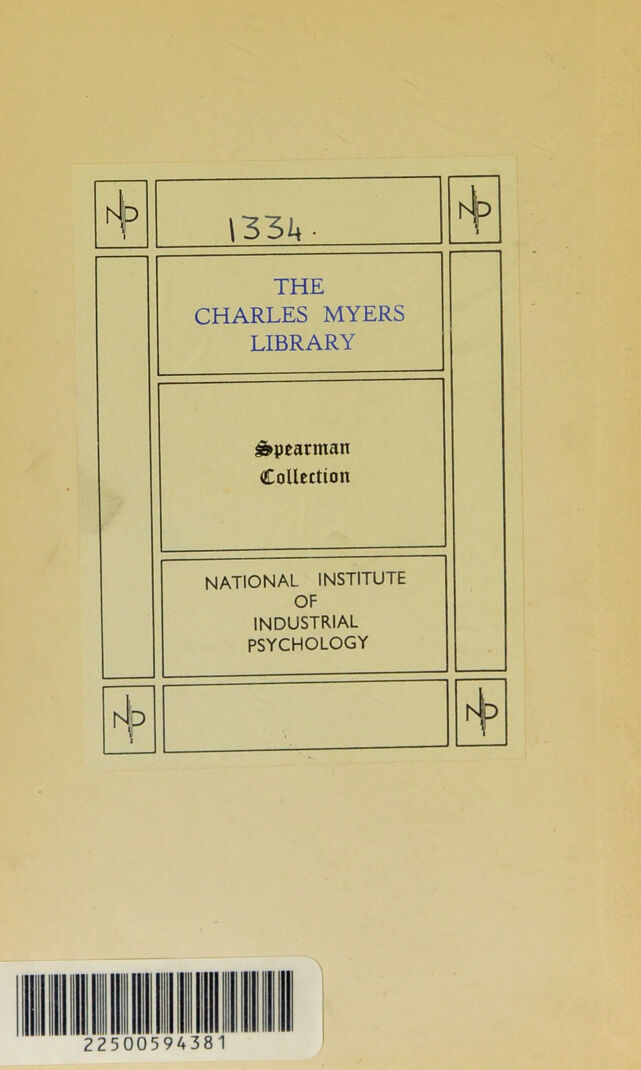 1334.
THE
CHARLES MYERS
LIBRARY
Spearman
Collection
NATIONAL INSTITUTE
OF
INDUSTRIAL
PSYCHOLOGY
22500594381